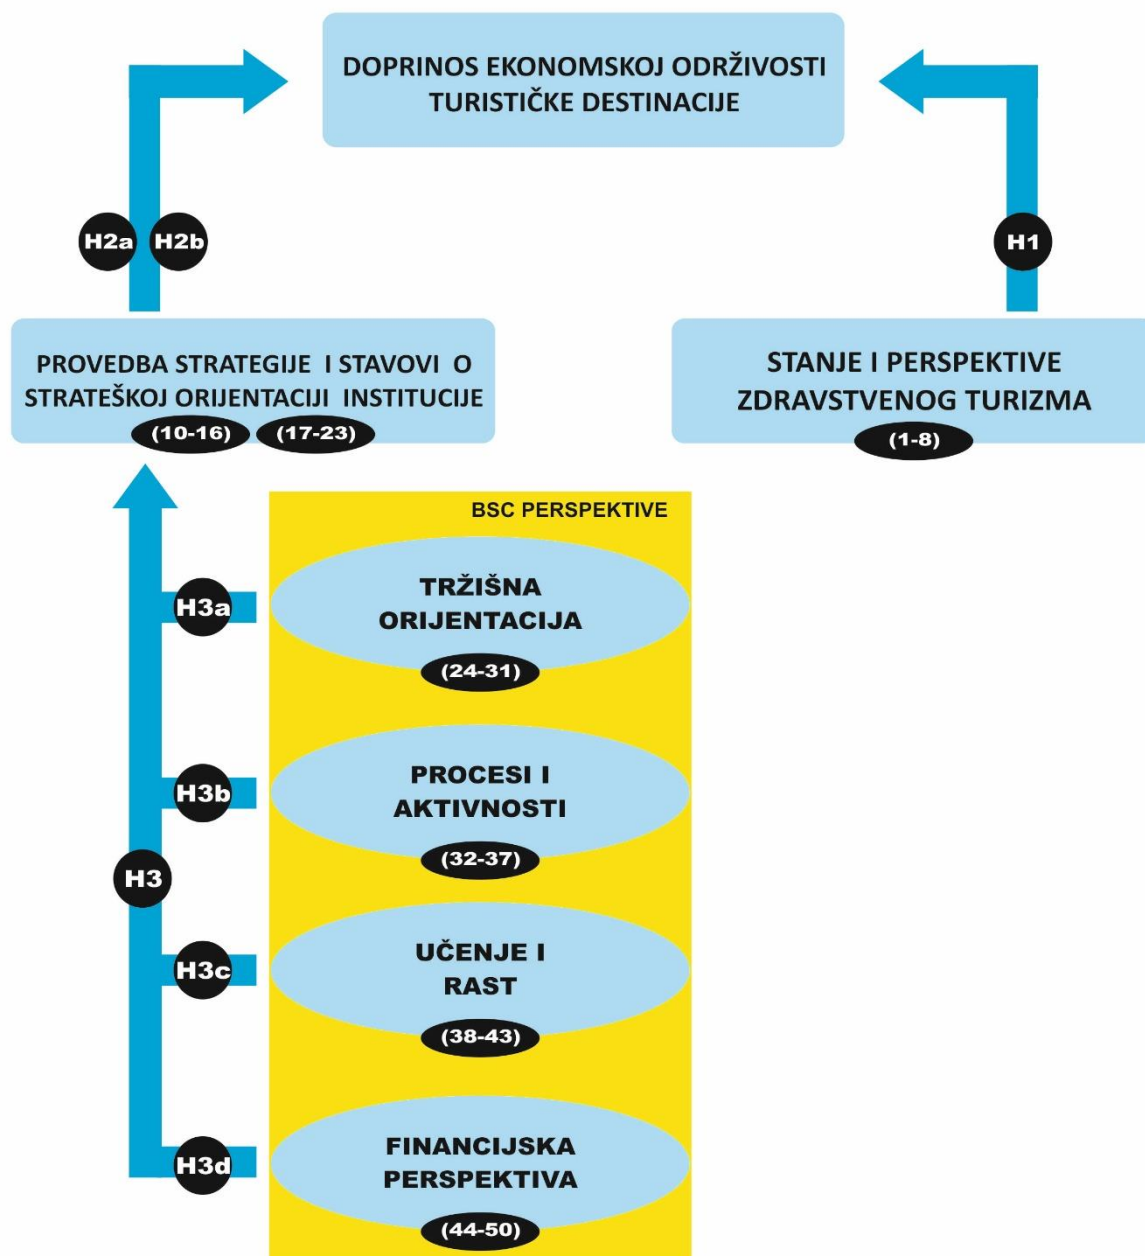 DOPRINOS EKONOMSKOJ ODRŽIVOSTI
TURISTIČKE DESTINACIJE
H2a
H2b
H1
PROVEDBA STRATEGIJE I STAVOVI O
STRATEŠKOJ ORIJENTACIJI INSTITUCIJE
(10-16)
(17-23)
STANJE I PERSPEKTIVE
ZDRAVSTVENOG TURIZMA
(1-8)
BSC PERSPEKTIVE
H3a
TRŽIŠNA
ORIJENTACIJA
(24-31)
H3b
PROCESI I
AKTIVNOSTI
(32-37)
H3
H3c
UČENJE I
RAST
(38-43)
H3d
FINANCIJSKA
PERSPEKTIVA
(44-50)